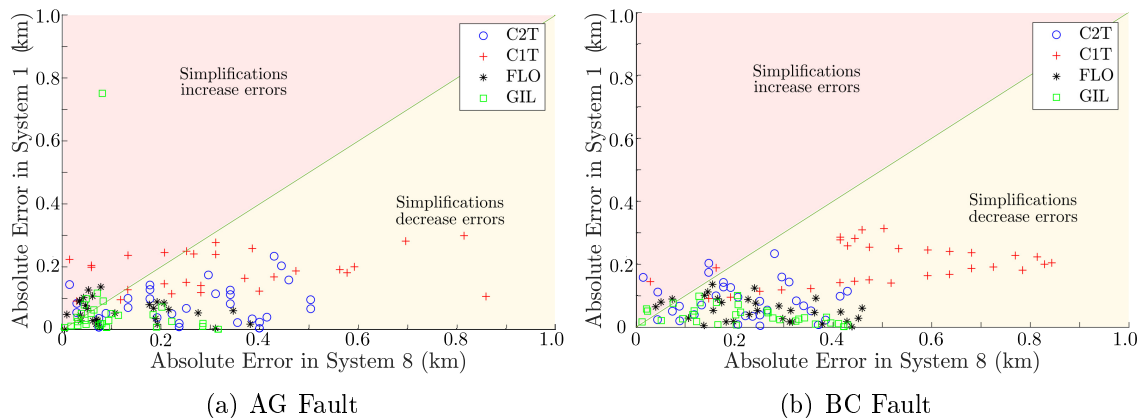 Absolute Error in System 1 (km)
1.0
0.8
0.6
0.4
0.2
0
Simplifications
increase errors
C2T
C1T
FLO
GIL
Simplifications
decrease errors
0.2
0.4
0.6
0.8
1.0
Absolute Error in System 8 (km)
(a) AG Fault
Absolute Error in System 1 (km)
1.0
0.8
0.6
0.4
0.2
0
Simplifications
increase errors
C2T
C1T
FLO
GIL
Simplifications
decrease errors
0
0.2
0.4
0.6
0.8
1.0
Absolute Error in System 8 (km)
(b) BC Fault